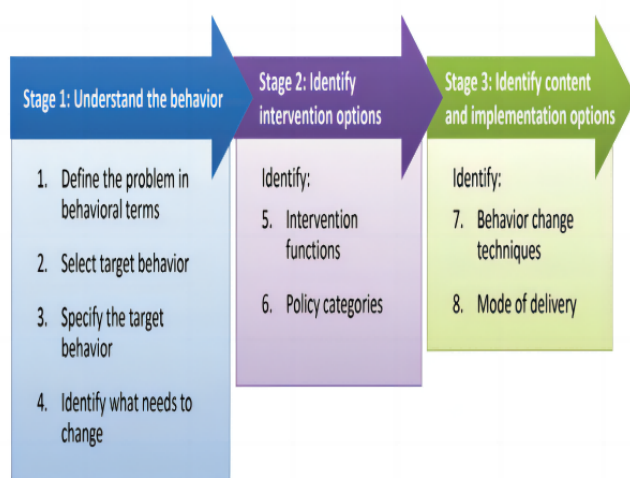 Stage 1: Understand the behavior
1. Define the problem in
behavioral terms
2. Select target behavior
3. Specify the target
behavior
4. Identify what needs to
change
Stage 2: Identify
intervention options
Identify:
5. Intervention
functions
6. Policy categories
Stage 3: Identify content
and implementation options
Identify:
7. Behavior change
techniques
8. Mode of delivery